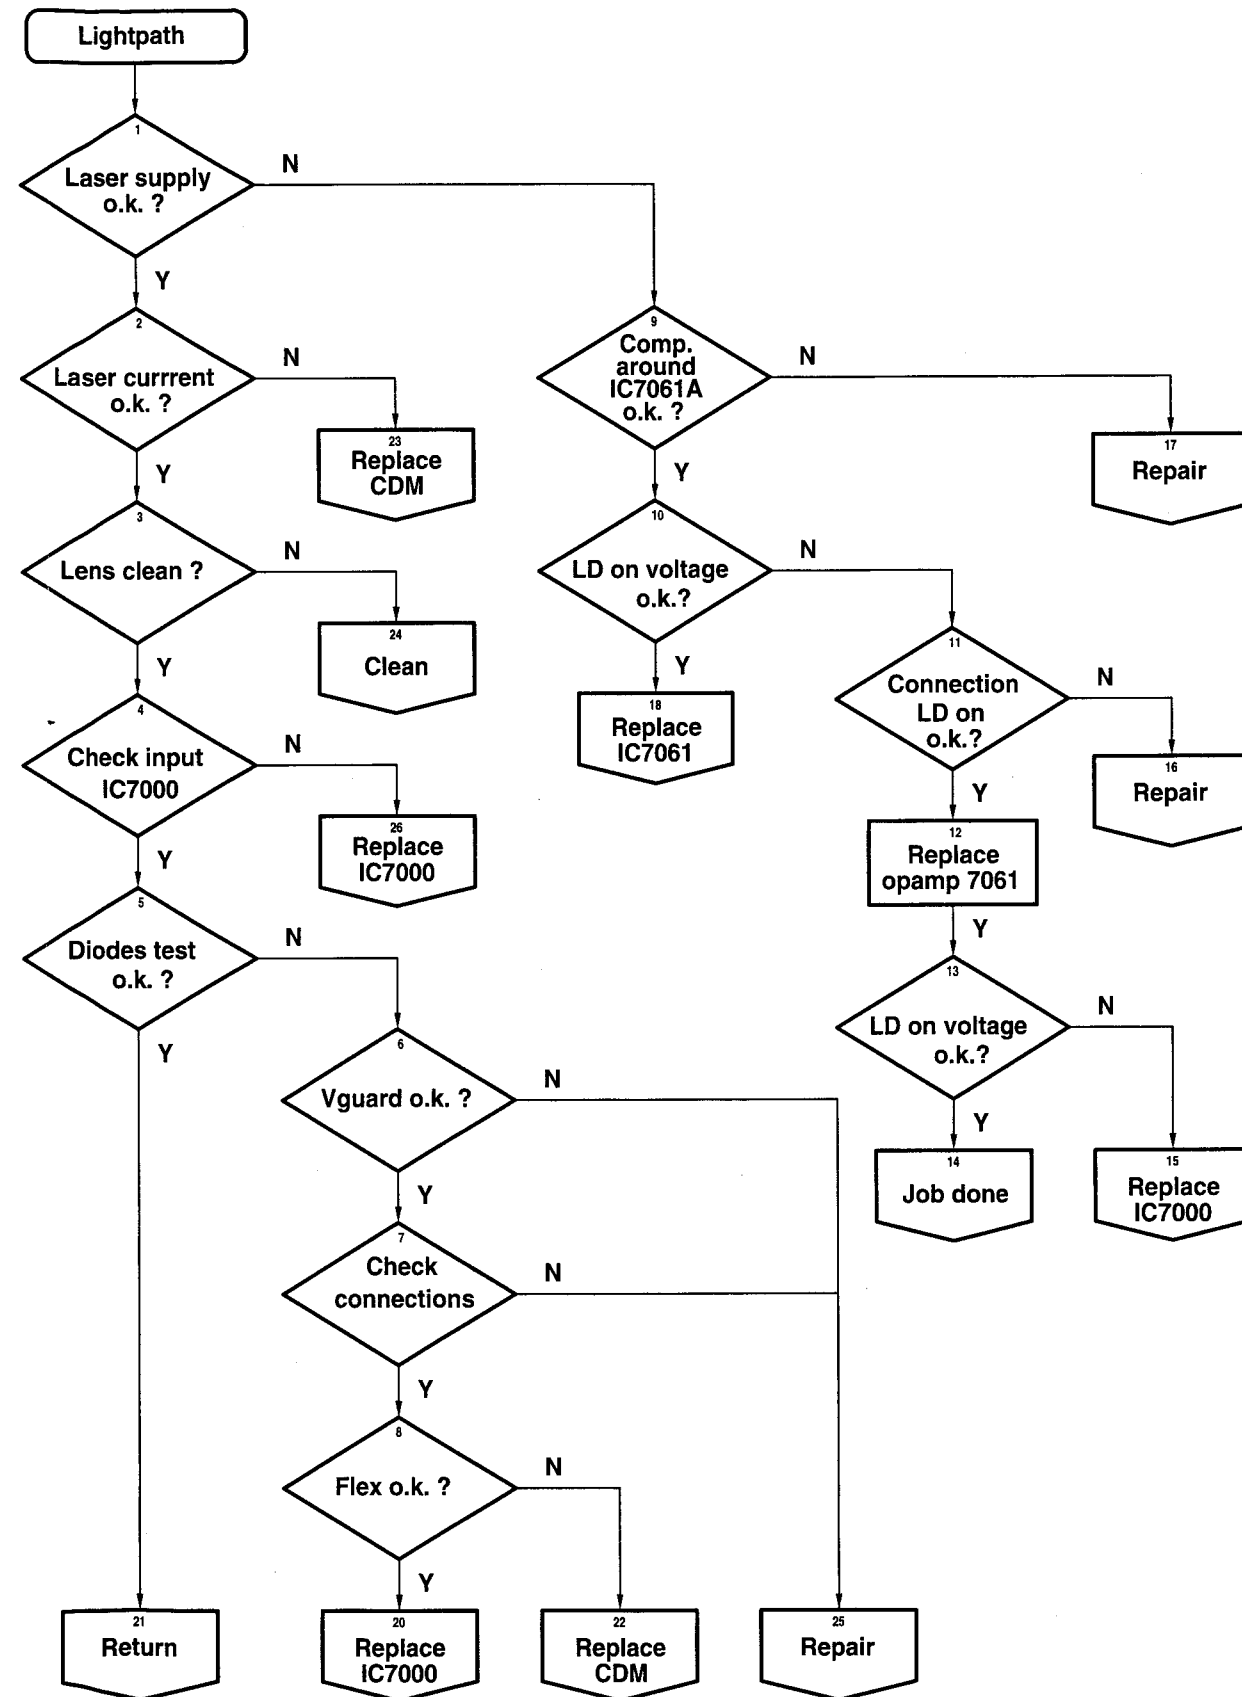 Lightpath
1
Laser supply
o.k. ?
N
Y
2
Laser currrent
o.k. ?
N
Y
23
Replace
CDM
3
Lens clean ?
N
Y
24
Clean
4
Check input
IC7000
N
Y
26
Replace
IC7000
5
Diodes test
o.k. ?
N
Y
6
Vguard o.k. ?
N
Y
7
Check
connections
N
Y
8
Flex o.k. ?
N
Y
21
Return
20
Replace
IC7000
22
Replace
CDM
25
Repair
9
Comp.
around
IC7061A
o.k. ?
N
Y
17
Repair
10
LD on voltage
o.k.?
N
Y
18
Replace
IC7061
11
Connection
LD on
o.k.?
N
Y
16
Repair
12
Replace
opamp 7061
Y
13
LD on voltage
o.k.?
N
Y
14
Job done
15
Replace
IC7000